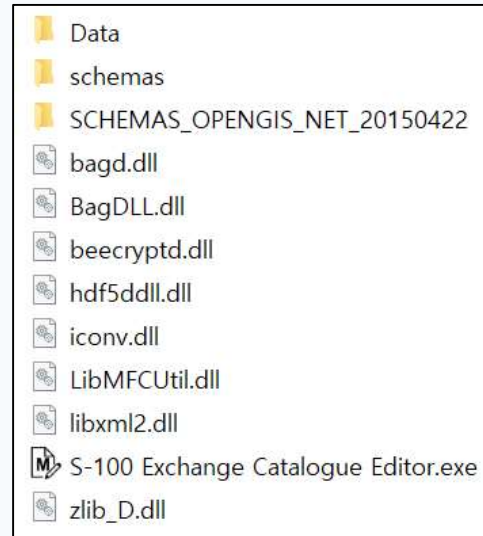 Data
schemas
SCHEMAS_OPENGIS_NET_20150422
bagd.dll
BagDLL.dll
beecryptd.dll
hdf5ddll.dll
iconv.dll
LibMFCUtil.dll
libxml2.dll
S-100 Exchange Catalogue Editor.exe
zlib_D.dll